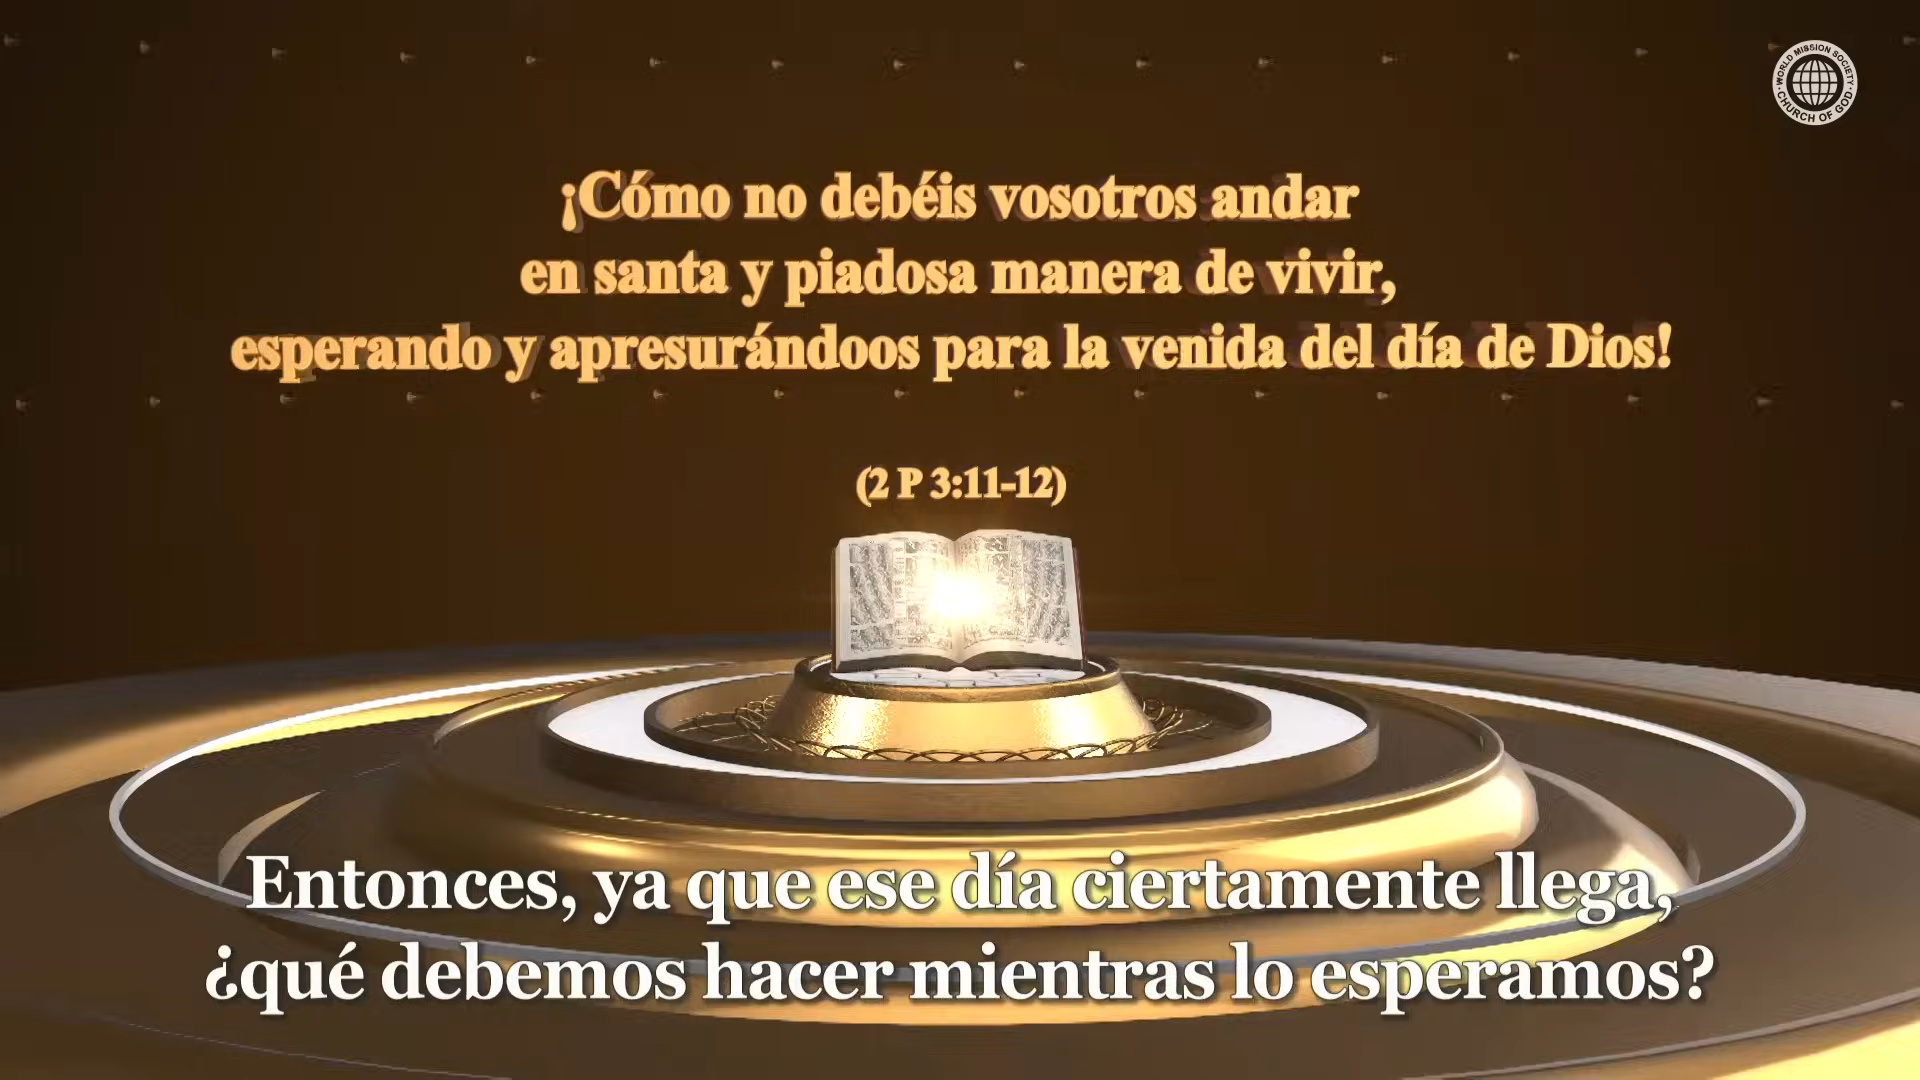 WORLD MISSION SOCIETY
CHURCH OF GOD
¡Cómo no debéis vosotros andar
en santa y piadosa manera de vivir,
esperando y apresurándoos para la venida del día de Dios!
(2 P 3:11-12)
Entonces, ya que ese día ciertamente llega,
¿qué debemos hacer mientras lo esperamos?